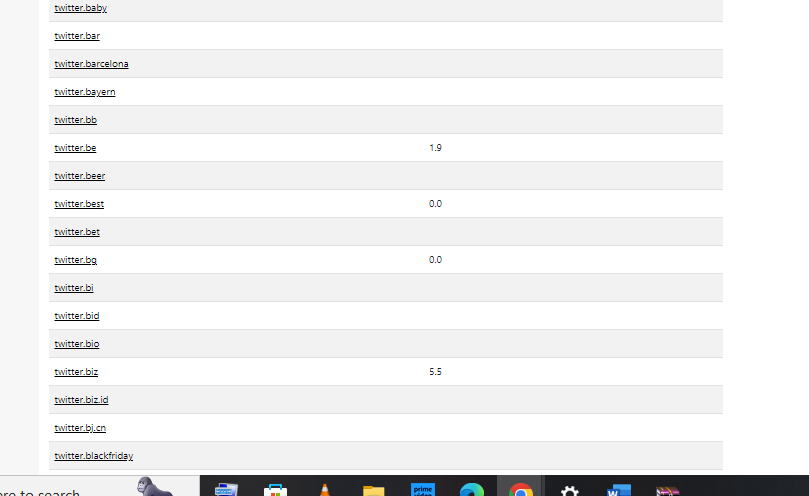 twitter.baby
twitter.bar
twitter.barcelona
twitter.bayern
twitter.bb
twitter.be 1.9
twitter.beer
twitter.best 0.0
twitter.bet
twitter.bg 0.0
twitter.bi
twitter.bid
twitter.bio
twitter.biz 5.5
twitter.biz.id
twitter.bj.cn
twitter.blackfriday
re to search
prime
W